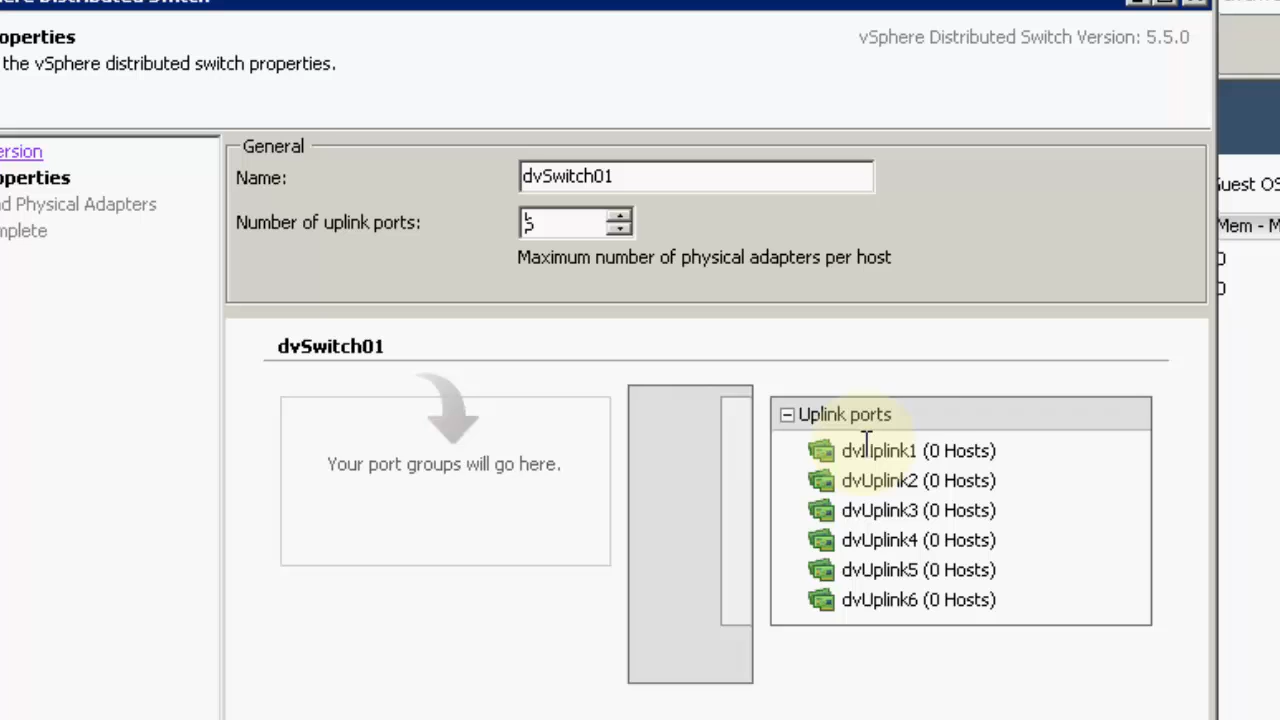 vSphere Distributed Switch Version: 5.5.0
the vSphere distributed switch properties.
General
Name:
dvSwitch01
Number of uplink ports:
Maximum number of physical adapters per host
dvSwitch01
Your port groups will go here.
Uplink ports
dvUplink1 (0 Hosts)
dvUplink2 (0 Hosts)
dvUplink3 (0 Hosts)
dvUplink4 (0 Hosts)
dvUplink5 (0 Hosts)
dvUplink6 (0 Hosts)
operties
ersion
operties
d Physical Adapters
mplete
Guest OS
Mem - M
0
0